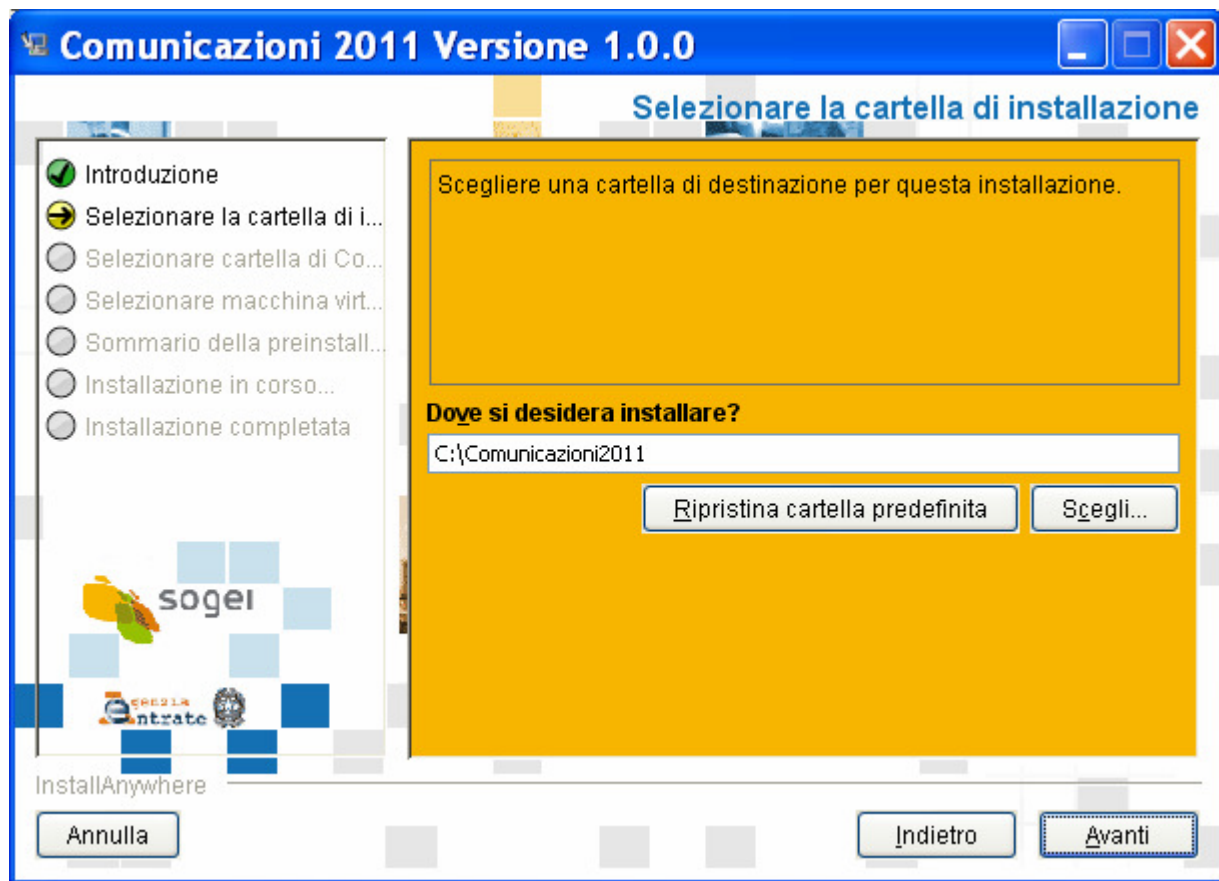 Comunicazioni 2011 Versione 1.0.0
Selezionare la cartella di installazione
Introduzione
Selezionare la cartella di i...
Selezionare cartella di Co...
Selezionare macchina virt...
Sommario della preinstall...
Installazione in corso...
Installazione completata
sogei
Agenzia
Entrate
Scegliere una cartella di destinazione per questa installazione.
Dove si desidera installare?
C:\Comunicazioni2011
Ripristina cartella predefinita
Scegli...
InstallAnywhere
Annulla
Indietro
Avanti